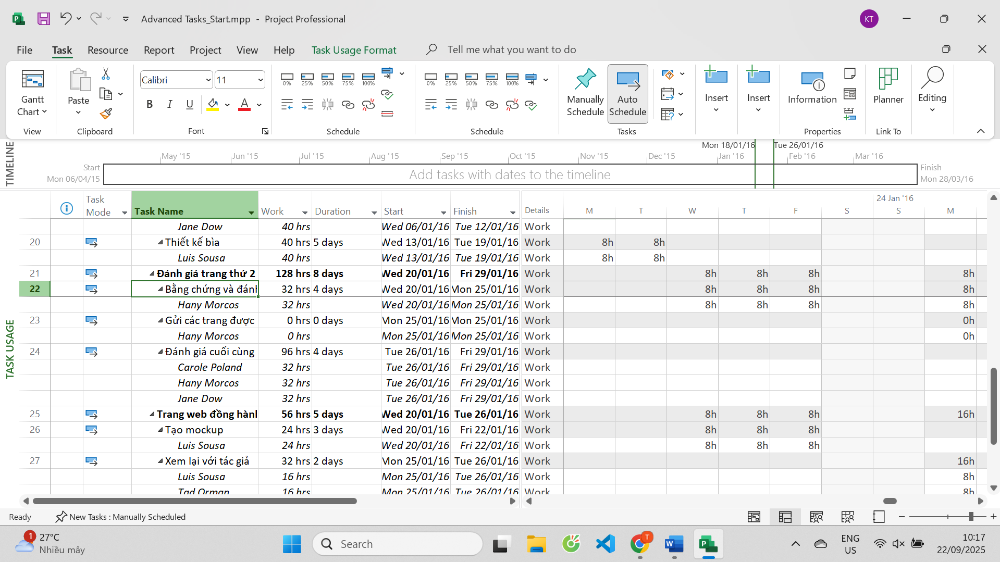 Advanced Tasks_Start.mpp - Project Professional
KT
File Task Resource Report Project View Help Task Usage Format Tell me what you want to do
Gantt Chart
Paste
Calibri 11
B I U A
0% 25% 50% 75% 100%
0% 25% 50% 75% 100%
Manually Schedule
Auto Schedule
Insert
Insert
Information
Planner
Editing
View Clipboard Font Schedule Schedule Tasks Properties Link To
TIMELINE
Mon 18/01/16 Tue 26/01/16
May '15 Jun '15 Jul '15 Aug '15 Sep '15 Oct '15 Nov '15 Dec '15 Jan '16 Feb '16 Mar '16
Start
Mon 06/04/15
Add tasks with dates to the timeline
Finish
Mon 28/03/16
TASK USAGE
24 Jan '16
Task Mode Task Name Work Duration Start Finish Details M T W T F S S M
Jane Dow 40 hrs Wed 06/01/16 Tue 12/01/16 Work
20 Thiết kế bìa 40 hrs 5 days Wed 13/01/16 Tue 19/01/16 Work 8h 8h
Luis Sousa 40 hrs Wed 13/01/16 Tue 19/01/16 Work 8h 8h
21 Đánh giá trang thứ 2 128 hrs 8 days Wed 20/01/16 Fri 29/01/16 Work 8h 8h 8h 8h
22 Bằng chứng và đánh 32 hrs 4 days Wed 20/01/16 Mon 25/01/16 Work 8h 8h 8h 8h
Hany Morcos 32 hrs Wed 20/01/16 Mon 25/01/16 Work 8h 8h 8h 8h
23 Gửi các trang được 0 hrs 0 days Mon 25/01/16 Mon 25/01/16 Work 0h
Hany Morcos 0 hrs Mon 25/01/16 Mon 25/01/16 Work 0h
24 Đánh giá cuối cùng 96 hrs 4 days Tue 26/01/16 Fri 29/01/16 Work
Carole Poland 32 hrs Tue 26/01/16 Fri 29/01/16 Work
Hany Morcos 32 hrs Tue 26/01/16 Fri 29/01/16 Work
Jane Dow 32 hrs Tue 26/01/16 Fri 29/01/16 Work
25 Trang web đồng hành 56 hrs 5 days Wed 20/01/16 Tue 26/01/16 Work 8h 8h 8h 16h
26 Tạo mockup 24 hrs 3 days Wed 20/01/16 Fri 22/01/16 Work 8h 8h 8h
Luis Sousa 24 hrs Wed 20/01/16 Fri 22/01/16 Work 8h 8h 8h
27 Xem lại với tác giả 32 hrs 2 days Mon 25/01/16 Tue 26/01/16 Work 16h
Luis Sousa 16 hrs Mon 25/01/16 Tue 26/01/16 Work 8h
Tad Orman 16 hrs Mon 25/01/16 Tue 26/01/16 Work 8h
Ready New Tasks : Manually Scheduled
1 27°C
Nhiều mây
Search
T
ENG
US
10:17
22/09/2025